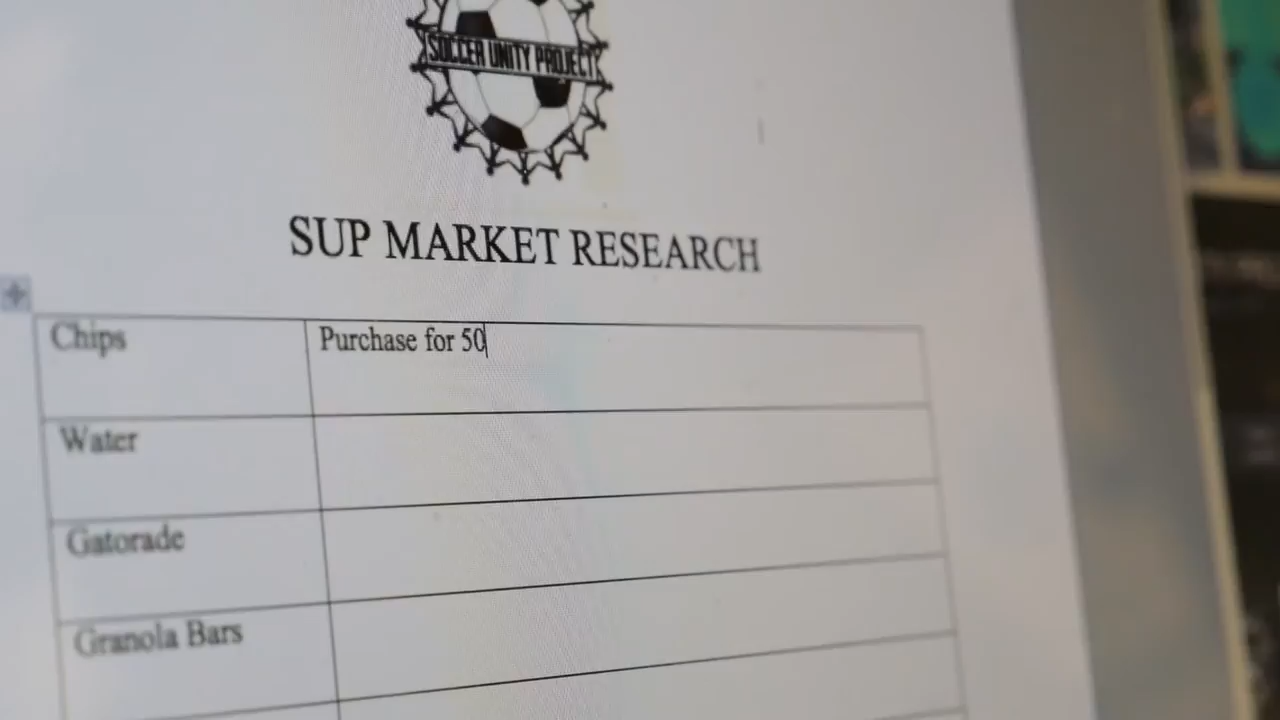 SOCCER UNITY PROJECT
SUP MARKET RESEARCH
Chips
Purchase for 50
Water
Gatorade
Granola Bars